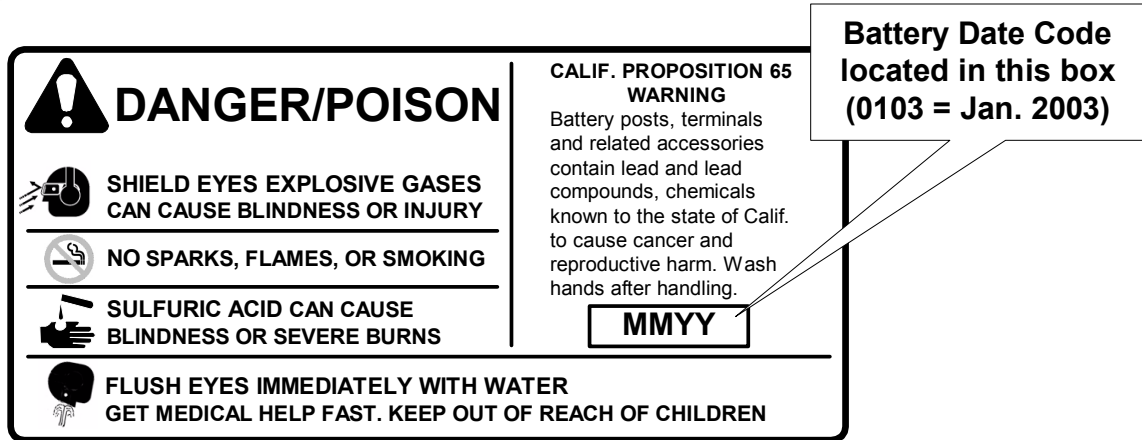 Battery Date Code
located in this box
(0103 = Jan. 2003)
DANGER/POISON
SHIELD EYES EXPLOSIVE GASES
CAN CAUSE BLINDNESS OR INJURY
NO SPARKS, FLAMES, OR SMOKING
SULFURIC ACID CAN CAUSE
BLINDNESS OR SEVERE BURNS
CALIF. PROPOSITION 65
WARNING
Battery posts, terminals
and related accessories
contain lead and lead
compounds, chemicals
known to the state of Calif.
to cause cancer and
reproductive harm. Wash
hands after handling.
MMYY
FLUSH EYES IMMEDIATELY WITH WATER
GET MEDICAL HELP FAST. KEEP OUT OF REACH OF CHILDREN